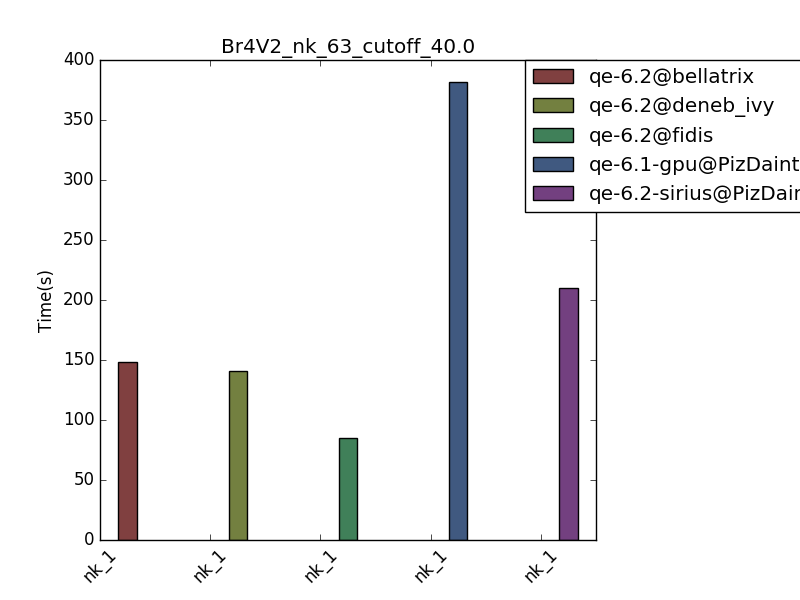 Br4V2_nk_63_cutoff_40.0
400
350
300
250
200
150
100
50
0
Time(s)
nk_1
nk_1
nk_1
nk_1
nk_1
qe-6.2@bellatrix
qe-6.2@deneb_ivy
qe-6.2@fidis
qe-6.1-gpu@PizDaint
qe-6.2-sirius@PizDain